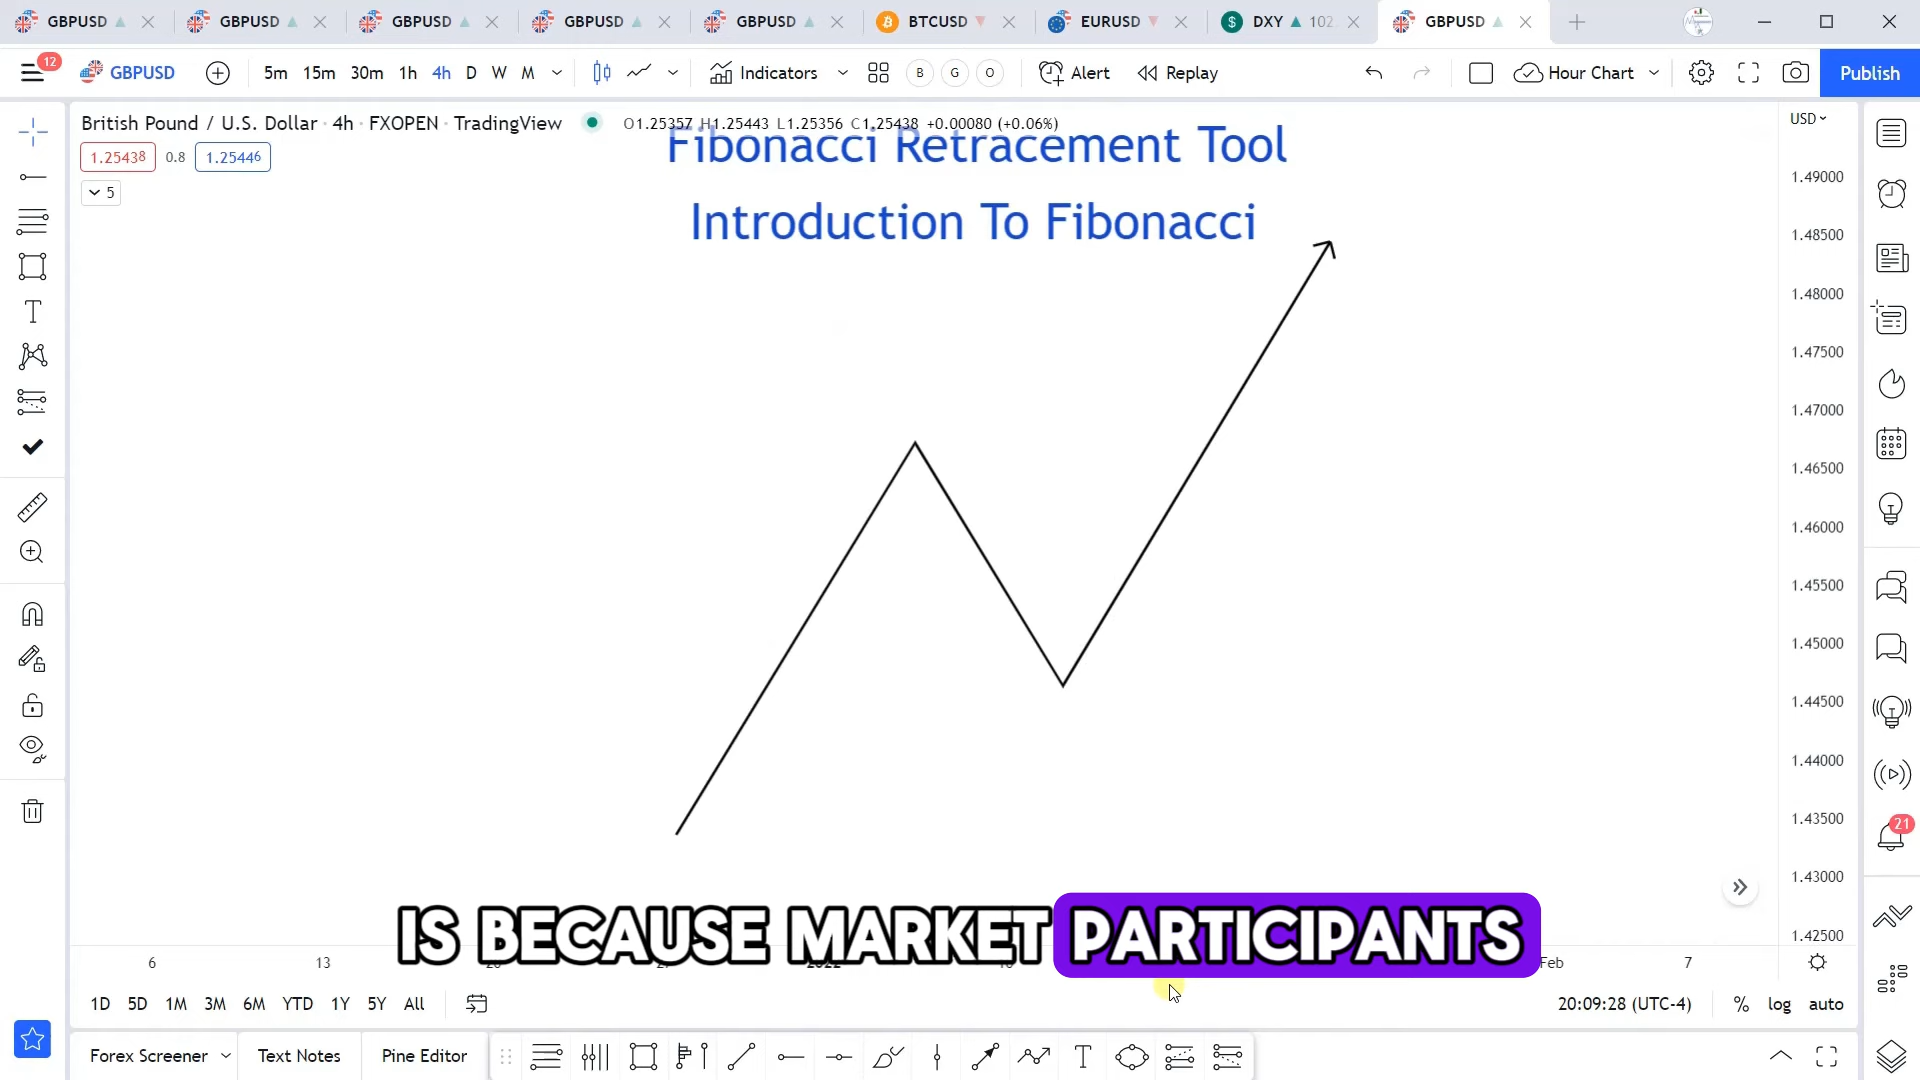 GBPUSD GBPUSD GBPUSD GBPUSD GBPUSD BTCUSD EURUSD DXY 102. GBPUSD
12 GBPUSD 5m 15m 30m 1h 4h D W M Indicators B G O Alert Replay Hour Chart Publish
British Pound / U.S. Dollar · 4h · FXOPEN · TradingView O1.25357 H1.25443 L1.25356 C1.25438 +0.00080 (+0.06%) USD
Fibonacci Retracement Tool
1.25438 0.8 1.25446
5
Introduction To Fibonacci
1.49000
1.48500
1.48000
1.47500
1.47000
1.46500
1.46000
1.45500
1.45000
1.44500
1.44000
1.43500
1.43000
1.42500
21
IS BECAUSE MARKET PARTICIPANTS
6 13 2022 Feb 7
1D 5D 1M 3M 6M YTD 1Y 5Y All 20:09:28 (UTC-4) % log auto
Forex Screener Text Notes Pine Editor